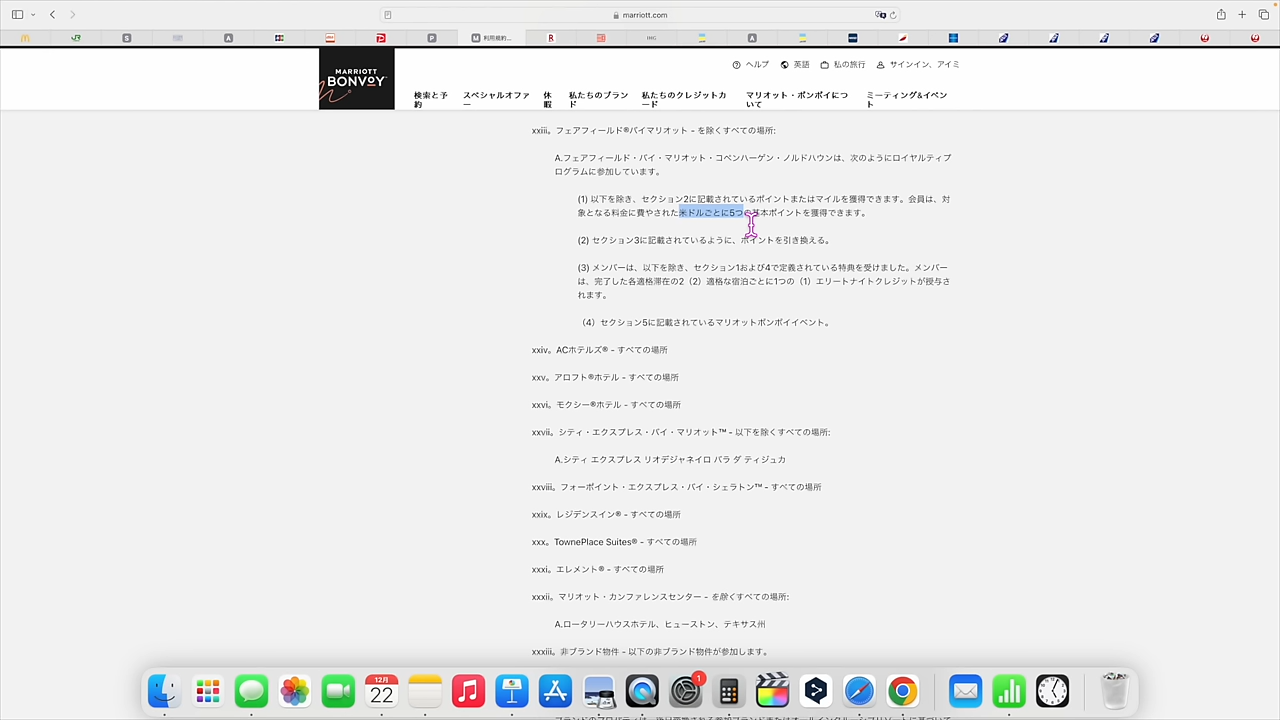 marriott.com
利用規約...
MARRIOTT
BONVOY
ヘルプ
英語
私の旅行
サインイン、アイミ
検索と予約
スペシャルオファー
休暇
私たちのブランド
私たちのクレジットカード
マリオット・ボンボイについて
ミーティング&イベント
xxiii。フェアフィールド®バイマリオット - を除くすべての場所:
A.フェアフィールド・バイ・マリオット・コペンハーゲン・ノルドハウンは、次のようにロイヤルティプ
ログラムに参加しています。
(1) 以下を除き、セクション2に記載されているポイントまたはマイルを獲得できます。会員は、対
象となる料金に費やされた米ドルごとに5つの基本ポイントを獲得できます。
(2) セクション3に記載されているように、ポイントを引き換える。
(3) メンバーは、以下を除き、セクション1および4で定義されている特典を受けました。メンバー
は、完了した各適格滞在の2（2）適格な宿泊ごとに1つの（1）エリートナイトクレジットが授与さ
れます。
（4）セクション5に記載されているマリオットボンボイイベント。
xxiv。ACホテルズ® - すべての場所
xxv。アロフト®ホテル - すべての場所
xxvi。モクシー®ホテル - すべての場所
xxvii。シティ・エクスプレス・バイ・マリオット™ - 以下を除くすべての場所:
A.シティ エクスプレス リオデジャネイロ バラ ダ ティジュカ
xxviii。フォーポイント・エクスプレス・バイ・シェラトン™ - すべての場所
xxix。レジデンスイン® - すべての場所
xxx。TownePlace Suites® - すべての場所
xxxi。エレメント® - すべての場所
xxxii。マリオット・カンファレンスセンター - を除くすべての場所:
A.ロータリーハウスホテル、ヒューストン、テキサス州
xxxiii。非ブランド物件 - 以下の非ブランド物件が参加します。
12月
22
1